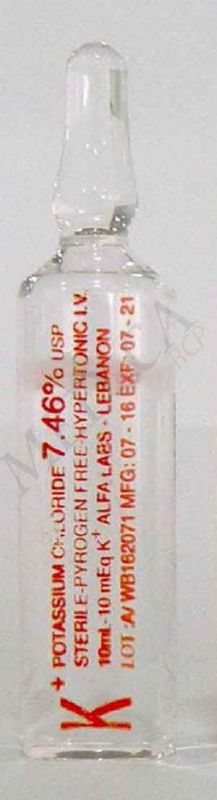 K+ POTASSIUM CHLORIDE 7.46% USP
STERILE-PYROGEN FREE-HYPERTONIC I.V.
10mL-10 mEq K+ ALFA LABS - LEBANON
LOT :A/ WB162071 MFG: 07 - 16 EXP: 07 - 21
RCP